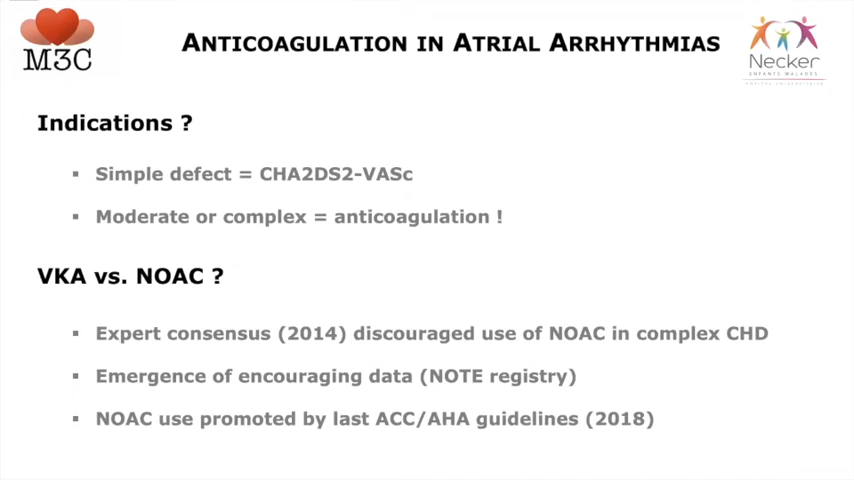 M3C
ANTICOAGULATION IN ATRIAL ARRHYTHMIAS
Necker
ENFANTS MALADES
Indications ?
▪ Simple defect = CHA2DS2-VASc
▪ Moderate or complex = anticoagulation !
VKA vs. NOAC ?
▪ Expert consensus (2014) discouraged use of NOAC in complex CHD
▪ Emergence of encouraging data (NOTE registry)
▪ NOAC use promoted by last ACC/AHA guidelines (2018)